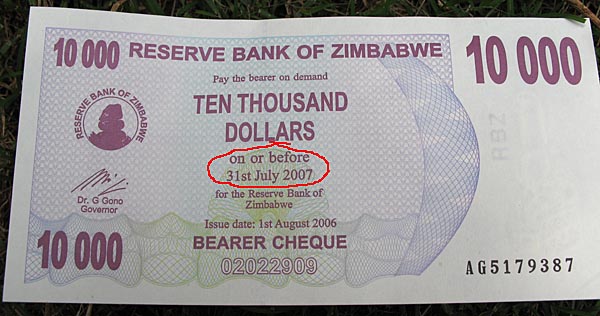 10 000
RESERVE BANK OF ZIMBABWE
10 000
Pay the bearer on demand
TEN THOUSAND
DOLLARS
on or before
31st July 2007
for the Reserve Bank of
Zimbabwe
Issue date: 1st August 2006
BEARER CHEQUE
02022909
RESERVE BANK OF ZIMBABWE
Dr. G Gono
Governor
10 000
RBZ
AG5179387